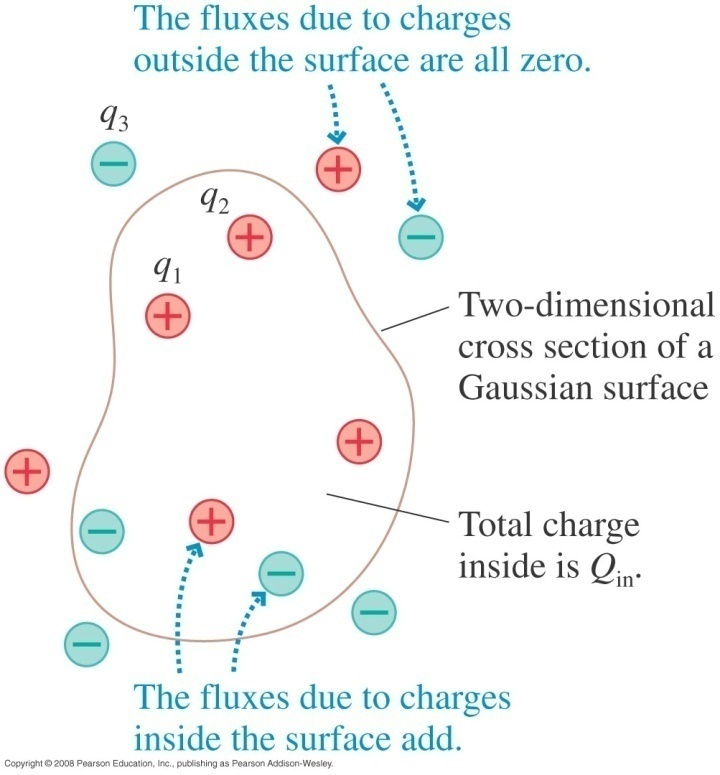 The fluxes due to charges
outside the surface are all zero.
q3
q2
q1
Two-dimensional
cross section of a
Gaussian surface
Total charge
inside is Qin.
The fluxes due to charges
inside the surface add.
Copyright © 2008 Pearson Education, Inc., publishing as Pearson Addison-Wesley.